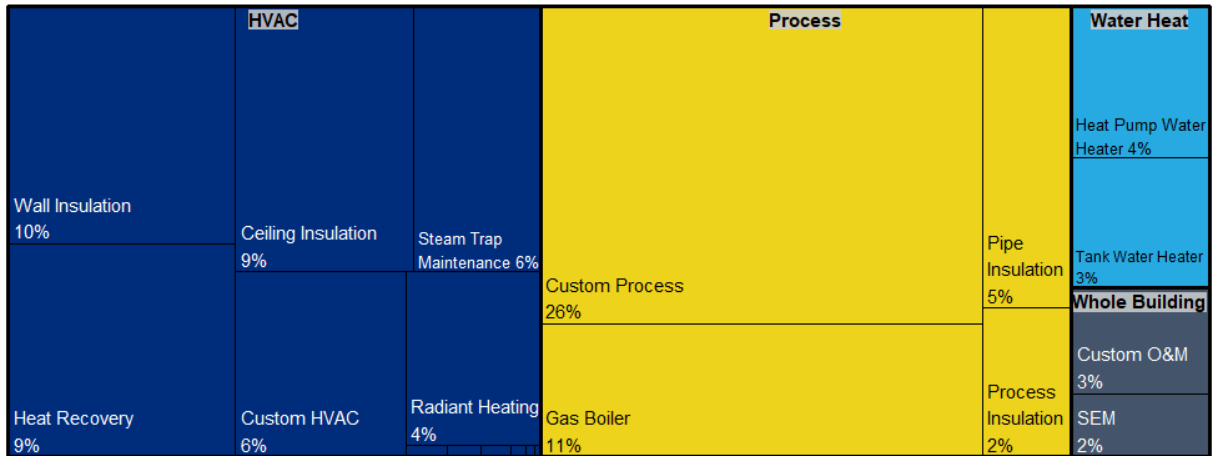 HVAC
Wall Insulation
10%
Heat Recovery
9%
Ceiling Insulation
9%
Custom HVAC
6%
Steam Trap
Maintenance 6%
Radiant Heating
4%
Process
Custom Process
26%
Gas Boiler
11%
Pipe
Insulation
5%
Process
Insulation
2%
Water Heat
Heat Pump Water
Heater 4%
Tank Water Heater
3%
Whole Building
Custom O&M
3%
SEM
2%